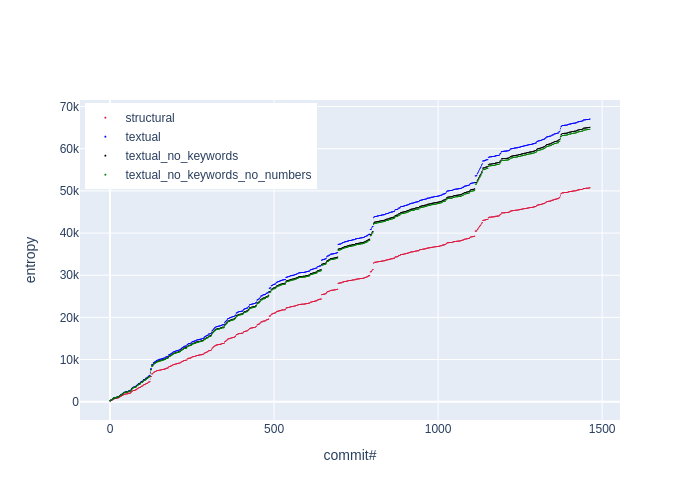 structural
textual
textual_no_keywords
textual_no_keywords_no_numbers
70k
60k
50k
40k
30k
20k
10k
0
entropy
0
500
1000
1500
commit#